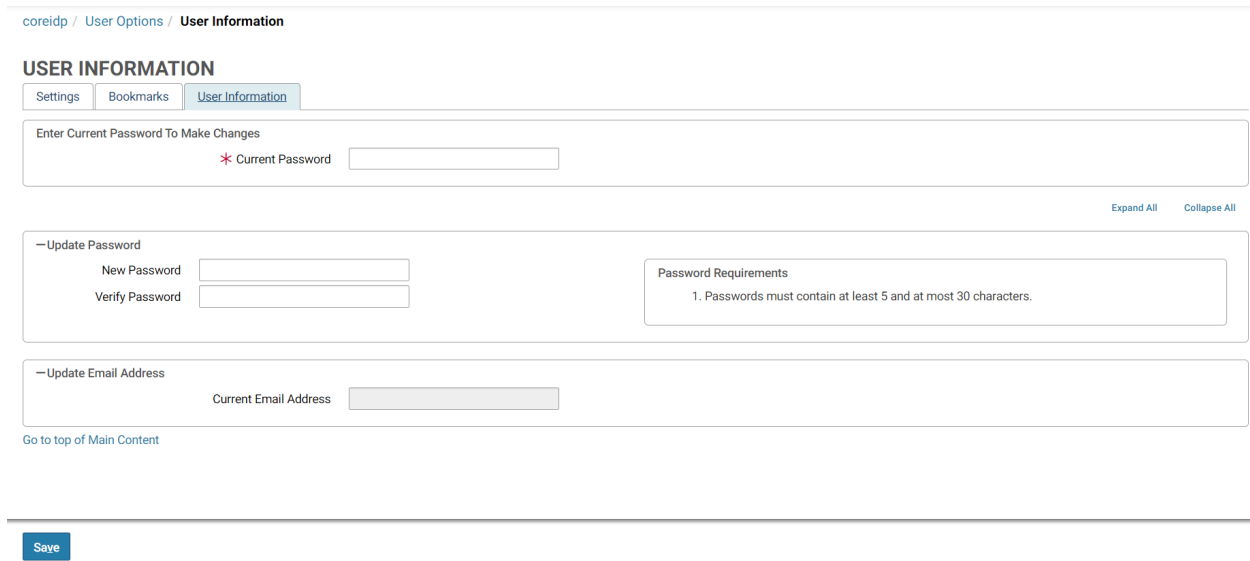 coreidp / User Options / User Information
USER INFORMATION
Settings Bookmarks User Information
Enter Current Password To Make Changes
* Current Password
Expand All Collapse All
—Update Password
New Password
Verify Password
Password Requirements
1. Passwords must contain at least 5 and at most 30 characters.
—Update Email Address
Current Email Address
Go to top of Main Content
Save